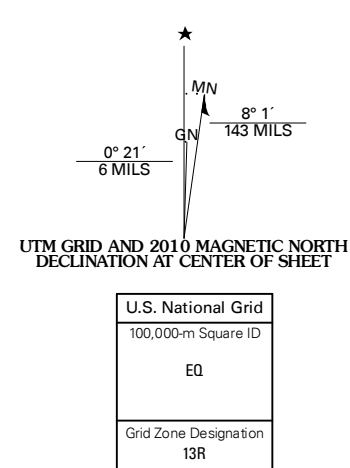 ★
MN
GN
8° 1´
143 MILS
0° 21´
6 MILS
UTM GRID AND 2010 MAGNETIC NORTH
DECLINATION AT CENTER OF SHEET
U.S. National Grid
100,000-m Square ID
EQ
Grid Zone Designation
13R